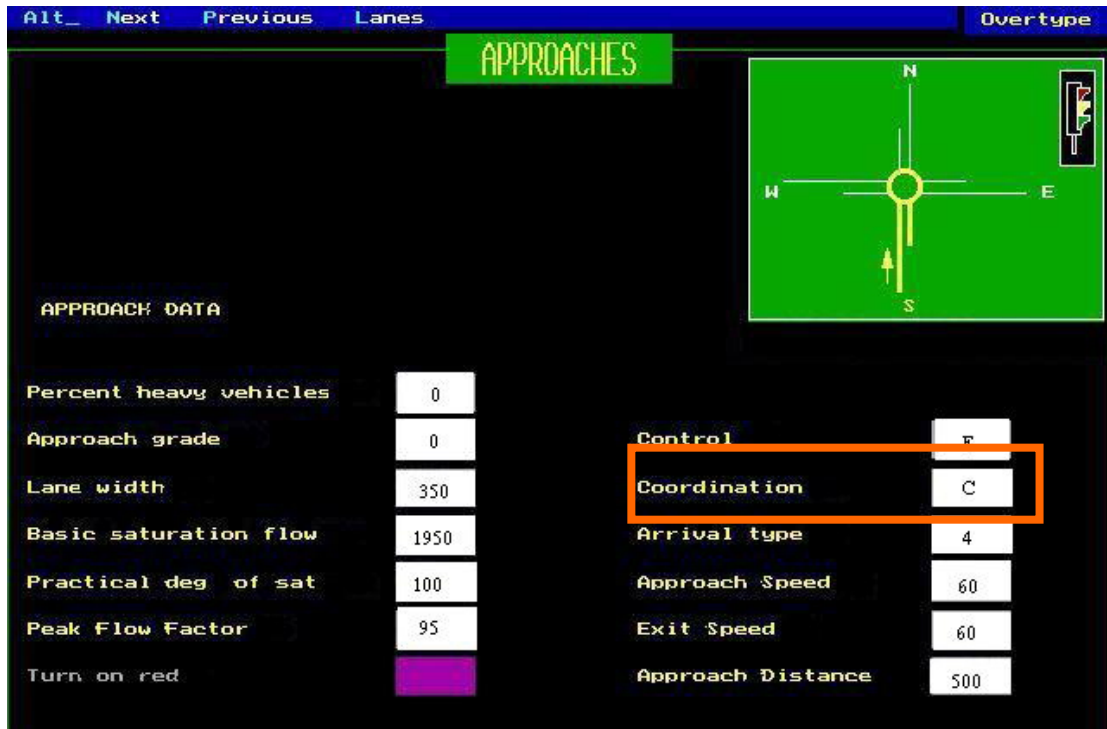 Alt_ Next Previous Lanes Overtype
APPROACHES
N
W E
S
APPROACH DATA
Percent heavy vehicles 0
Approach grade 0 Control
Lane width 350 Coordination C
Basic saturation flow 1950 Arrival type 4
Practical deg of sat 100 Approach Speed 60
Peak Flow Factor 95 Exit Speed 60
Turn on red Approach Distance 500